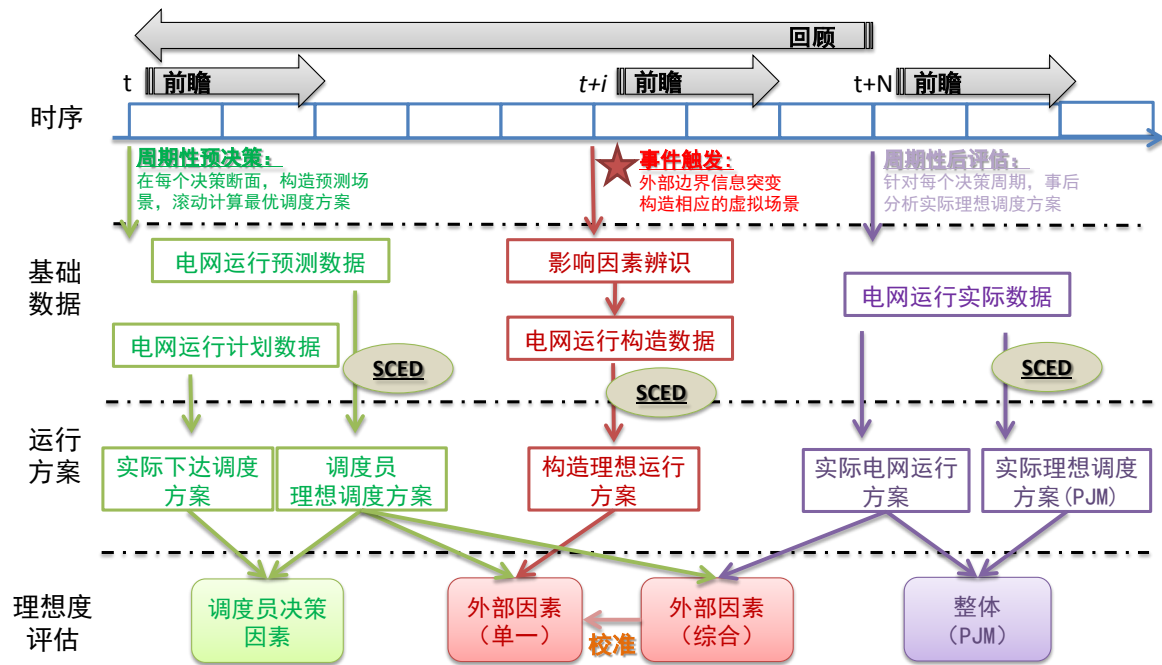 回顾
t
前瞻
t+i
前瞻
t+N
前瞻
时序
周期性预决策：
在每个决策断面，构造预测场
景，滚动计算最优调度方案
事件触发：
外部边界信息突变
构造相应的虚拟场景
周期性后评估：
针对每个决策周期，事后
分析实际理想调度方案
基础
数据
电网运行预测数据
影响因素辨识
电网运行实际数据
电网运行计划数据
电网运行构造数据
SCED
SCED
SCED
运行
方案
实际下达调度
方案
调度员
理想调度方案
构造理想运行
方案
实际电网运行
方案
实际理想调度
方案(PJM)
理想度
评估
调度员决策
因素
外部因素
（单一）
校准
外部因素
（综合）
整体
（PJM）